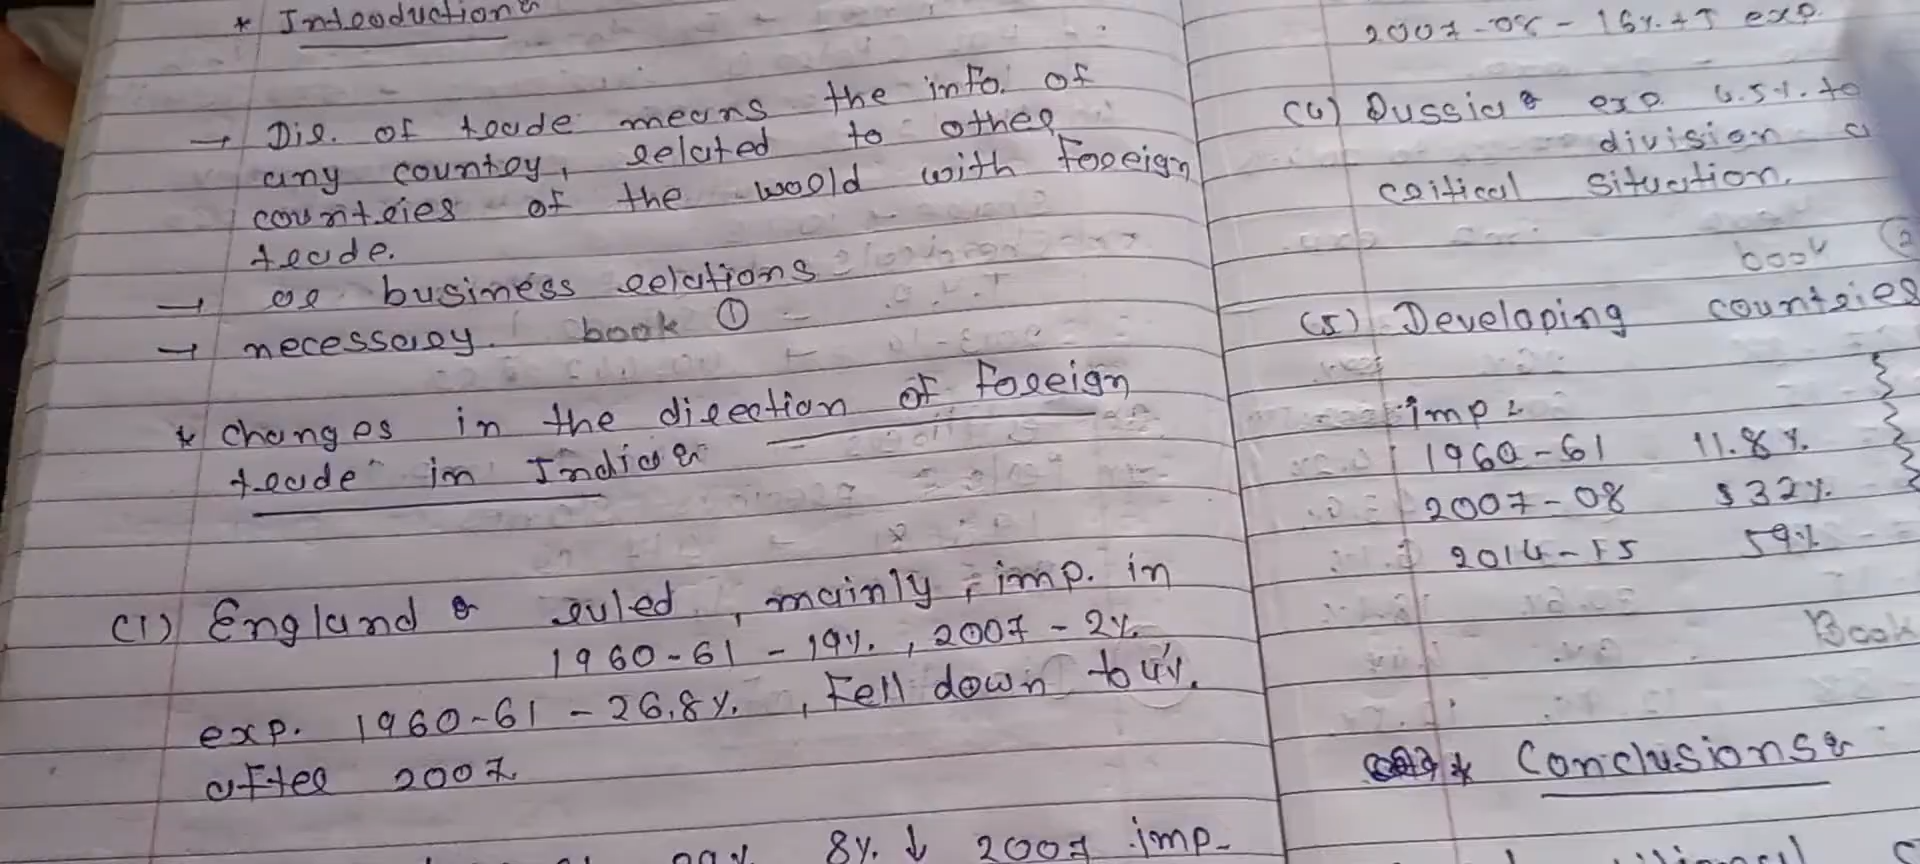 * Introduction:
→ Dir. of trade means the info. of
any country, related to other
countries of the world with foreign
trade.
→ or business relations
→ necessary. book ①
* changes in the direction of foreign
trade in India:
(1) England : ruled, mainly, imp. in
1960-61 - 19%, 2007 - 2%
exp. 1960-61 - 26.8%, Fell down to 4%.
after 2007
8% ↓ 2007 imp-
2007-08 - 15% exp.
(4) Russia : exp. 4.5% to
division
critical situation.
book (2
(5) Developing countries
imp :
1960-61 11.8%
2007-08 32%
2014-15 59%
Book
* Conclusions: